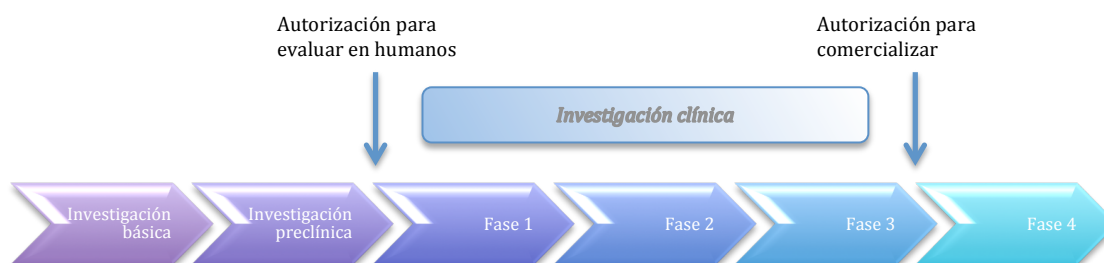 Autorización para
evaluar en humanos
Autorización para
comercializar
Investigación clínica
Investigación
básica
Investigación
preclínica
Fase 1
Fase 2
Fase 3
Fase 4